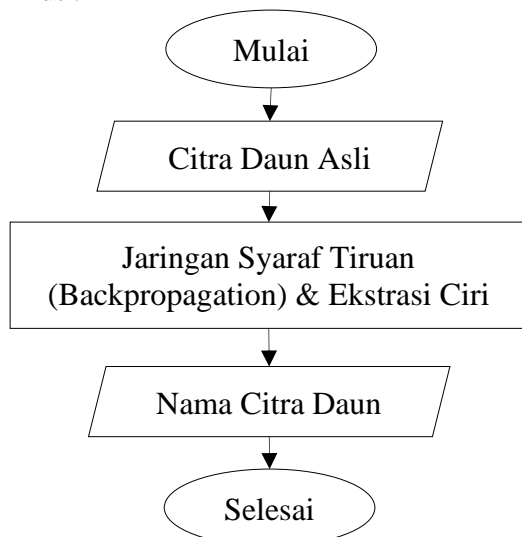 Mulai
Citra Daun Asli
Jaringan Syaraf Tiruan
(Backpropagation) & Ekstrasi Ciri
Nama Citra Daun
Selesai